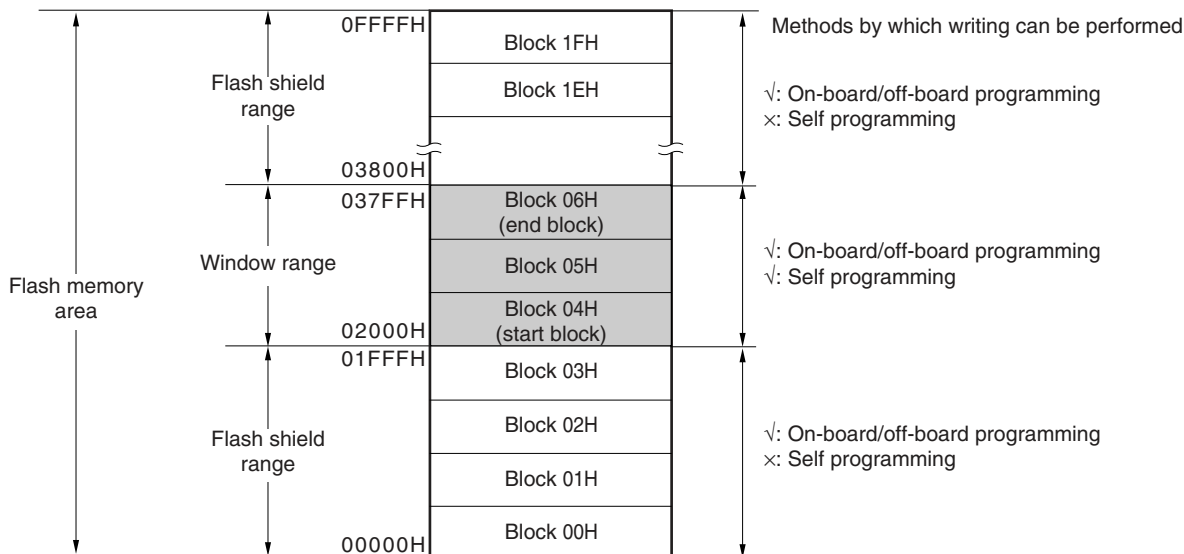 0FFFFH
Block 1FH
Methods by which writing can be performed
Flash shield
range
Block 1EH
√: On-board/off-board programming
×: Self programming
03800H
037FFH
Block 06H
(end block)
Window range
Block 05H
√: On-board/off-board programming
√: Self programming
Flash memory
area
Block 04H
(start block)
02000H
01FFFH
Block 03H
Flash shield
range
Block 02H
√: On-board/off-board programming
×: Self programming
Block 01H
Block 00H
00000H